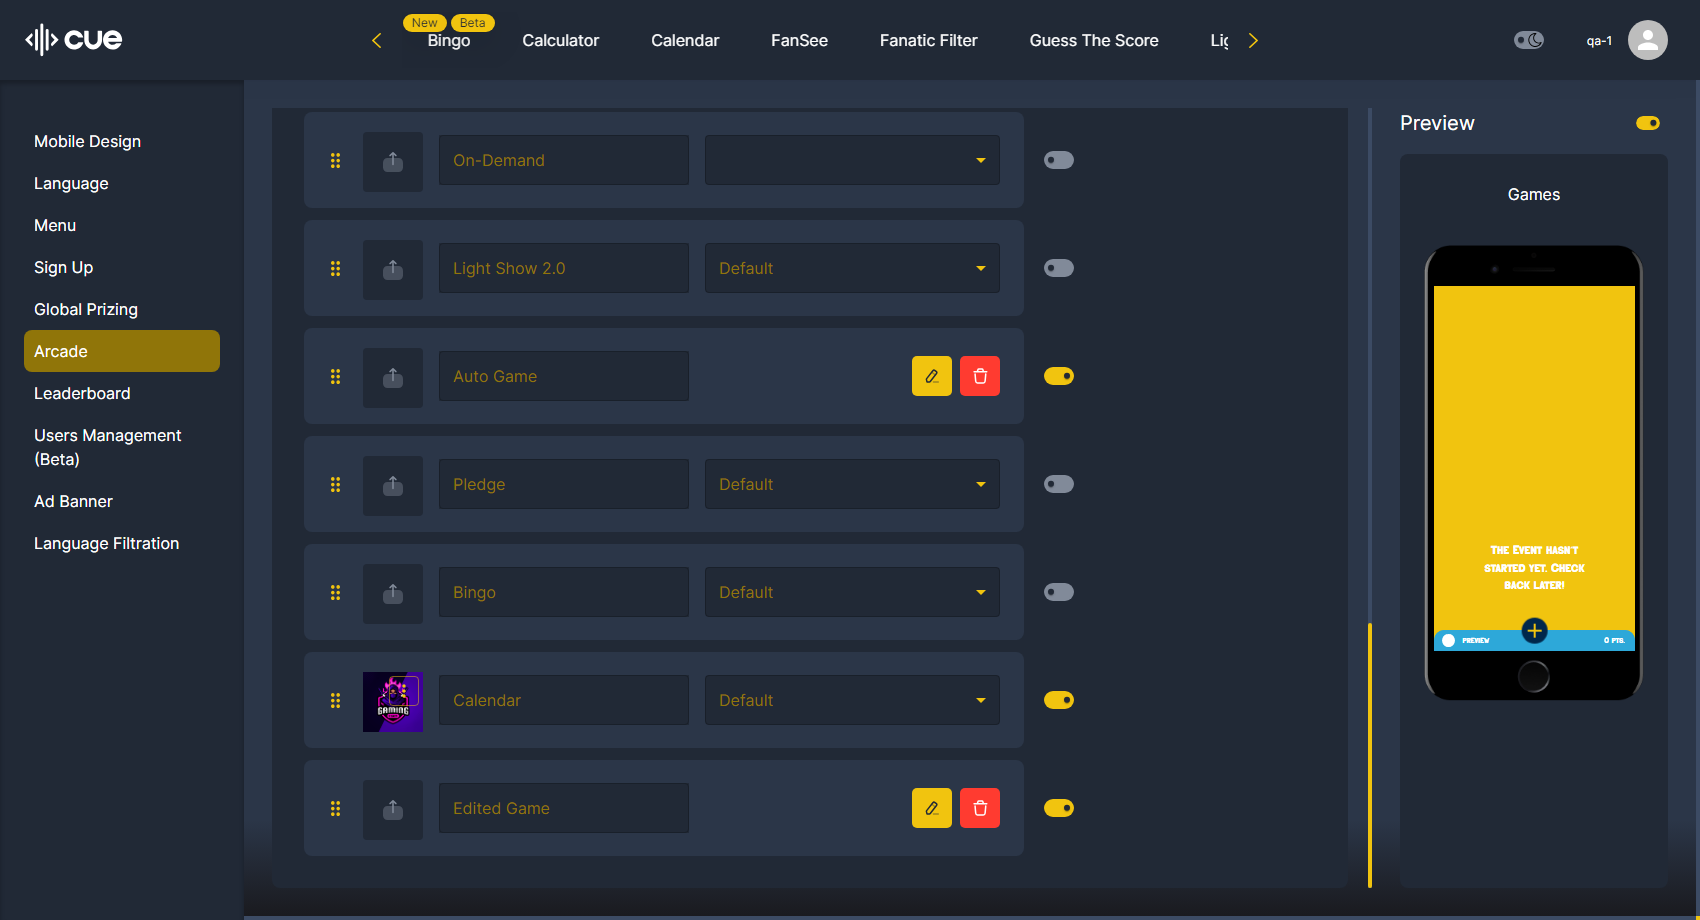 cue
New
Beta
Bingo
Calculator
Calendar
FanSee
Fanatic Filter
Guess The Score
Lig
qa-1
Mobile Design
Language
Menu
Sign Up
Global Prizing
Arcade
Leaderboard
Users Management
(Beta)
Ad Banner
Language Filtration
On-Demand
Light Show 2.0
Default
Auto Game
Pledge
Default
Bingo
Default
GAMING
Calendar
Default
Edited Game
Preview
Games
The Event hasn't
started yet. Check
back later!
PREVIEW
0 PTS.